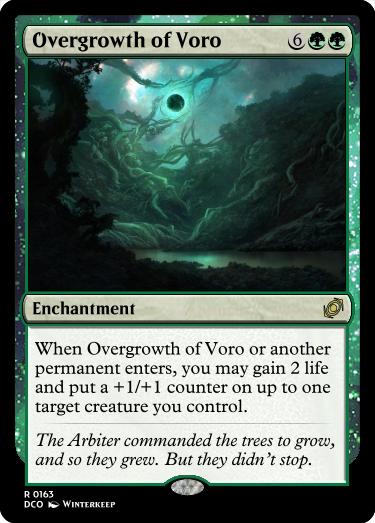 Overgrowth of Voro 6
Enchantment
When Overgrowth of Voro or another
permanent enters, you may gain 2 life
and put a +1/+1 counter on up to one
target creature you control.
The Arbiter commanded the trees to grow,
and so they grew. But they didn't stop.
R 0163
DCO Winterkeep